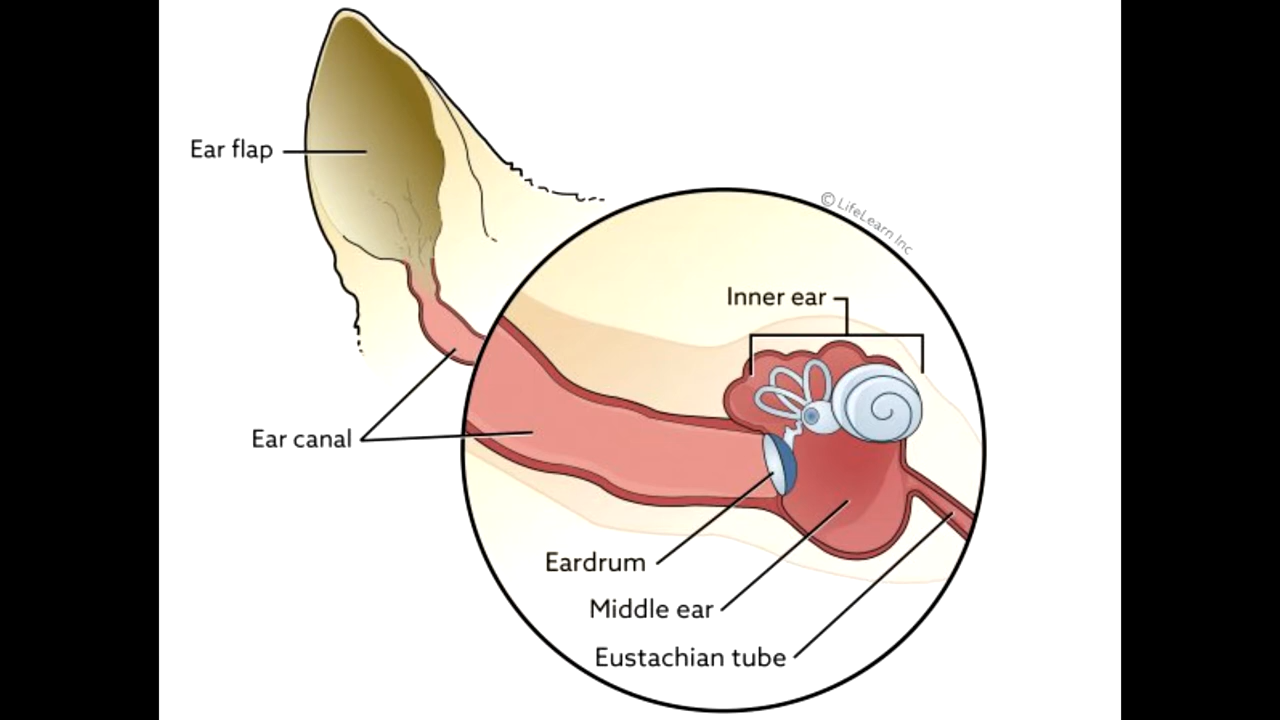 Ear flap
© LifeLearn Inc
Inner ear
Ear canal
Eardrum
Middle ear
Eustachian tube